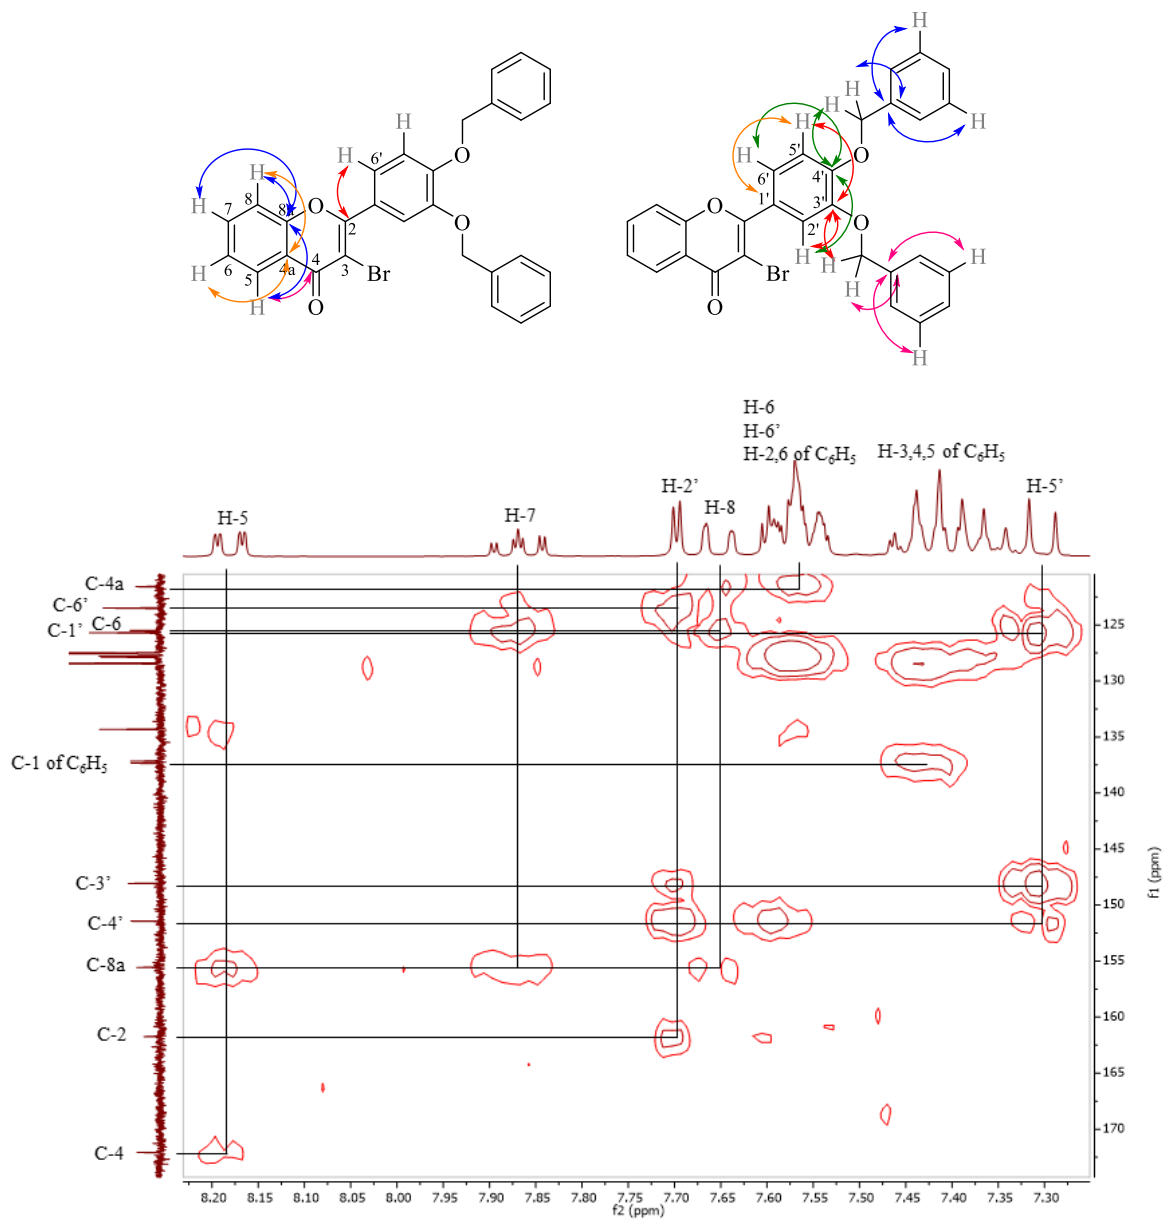 H
H
H
H
H
H
6'
5'
O
H
H
8
O
6'
4'
O
H
7
8a
O
2
1'
3'
O
6
5
4a
4
3
Br
O
2'
H
H
H
H
O
Br
O
H
H
H-6
H-6’
H-2,6 of C6H5
H-3,4,5 of C6H5
H-5
H-7
H-2’
H-8
H-5’
C-4a
C-6’
C-6
C-1’
C-1 of C6H5
C-3’
C-4’
C-8a
C-2
C-4
125
130
135
140
145
150
155
160
165
170
f1 (ppm)
8.20 8.15 8.10 8.05 8.00 7.95 7.90 7.85 7.80 7.75 7.70 7.65 7.60 7.55 7.50 7.45 7.40 7.35 7.30
f2 (ppm)